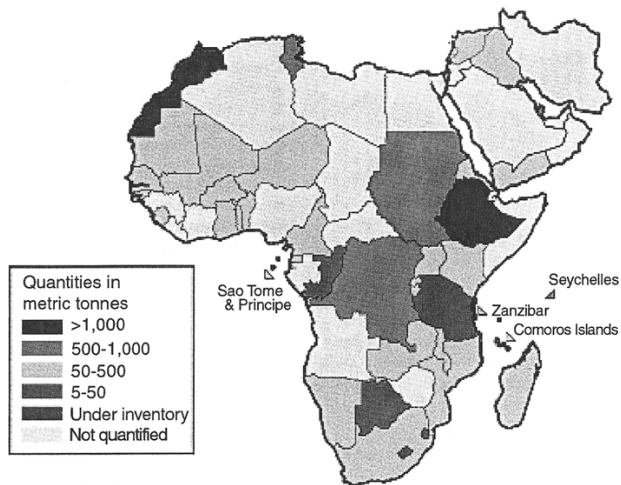 Quantities in
metric tonnes
>1,000
500-1,000
50-500
5-50
Under inventory
Not quantified
Sao Tome
& Principe
Seychelles
Zanzibar
Comoros Islands